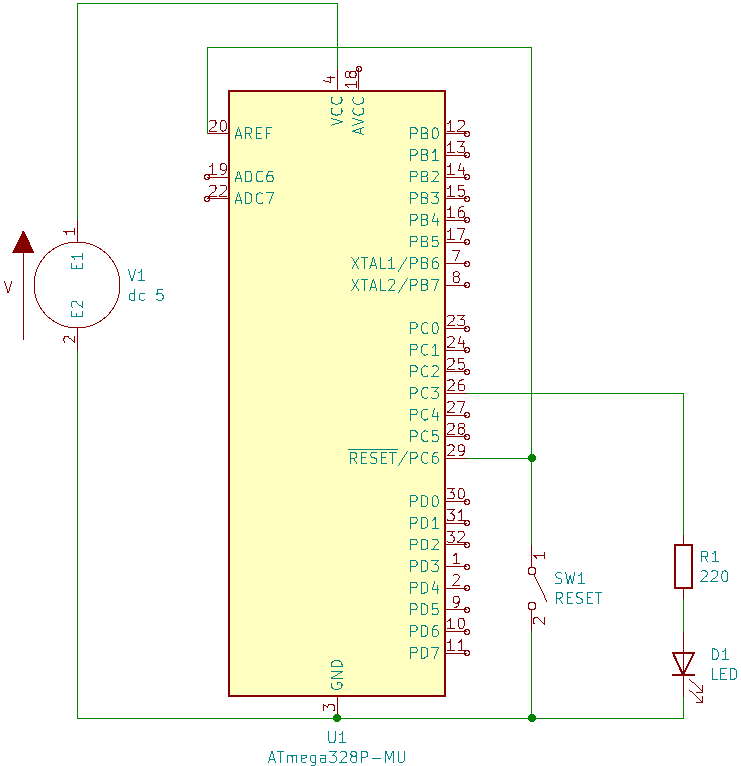 4
VCC
18
AVCC
20
AREF
19
ADC6
22
ADC7
PB0
12
PB1
13
PB2
14
PB3
15
PB4
16
PB5
17
XTAL1/PB6
7
XTAL2/PB7
8
PC0
23
PC1
24
PC2
25
PC3
26
PC4
27
PC5
28
RESET/PC6
29
PD0
30
PD1
31
PD2
32
PD3
1
PD4
2
PD5
9
PD6
10
PD7
11
GND
3
U1
ATmega328P-MU
V
1
E1
E2
2
V1
dc 5
1
SW1
RESET
2
R1
220
D1
LED